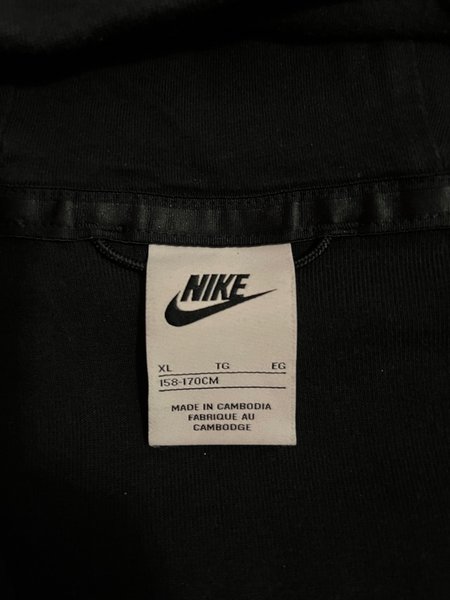 NIKE
XL TG EG
158-170CM
MADE IN CAMBODIA
FABRIQUE AU
CAMBODGE